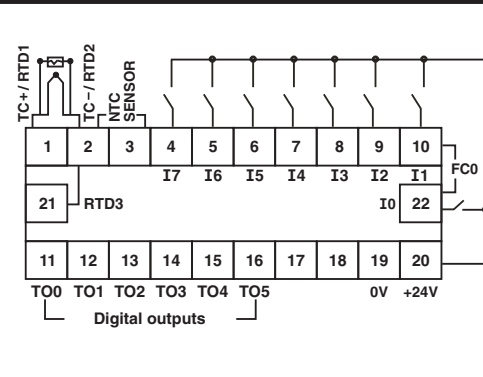 TC+/ RTD1
TC−/ RTD2
NTC
SENSOR
1 2 3 4 5 6 7 8 9 10
I7 I6 I5 I4 I3 I2 I1
FC0
21 RTD3 I0 22
11 12 13 14 15 16 17 18 19 20
TO0 TO1 TO2 TO3 TO4 TO5 0V +24V
Digital outputs